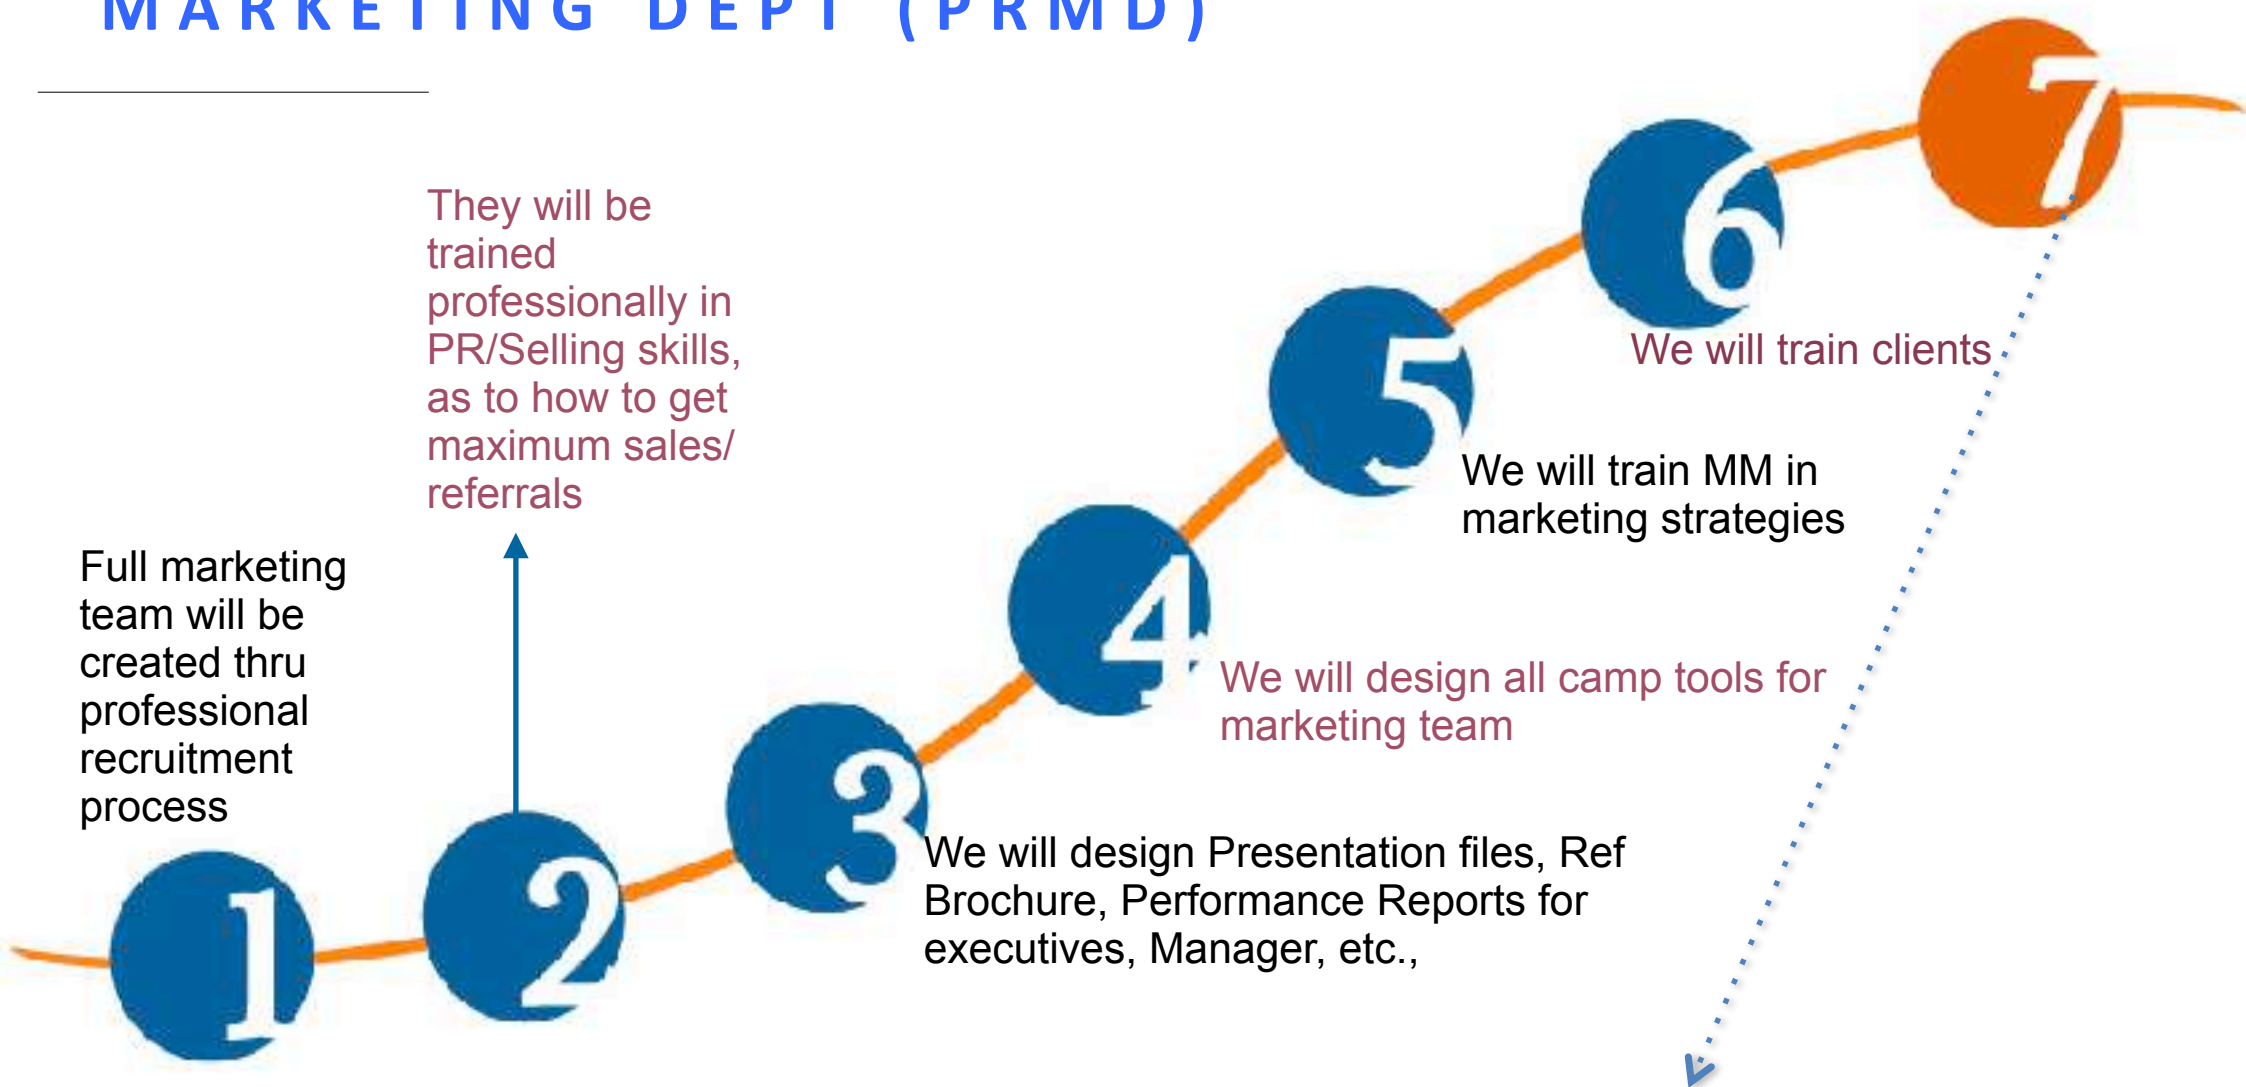 MARKETING DEPT (PRMD)
They will be
trained
professionally in
PR/Selling skills,
as to how to get
maximum sales/
referrals
Full marketing
team will be
created thru
professional
recruitment
process
1
2
3
We will design Presentation files, Ref
Brochure, Performance Reports for
executives, Manager, etc.,
4
We will design all camp tools for
marketing team
5
We will train MM in
marketing strategies
6
We will train clients
7